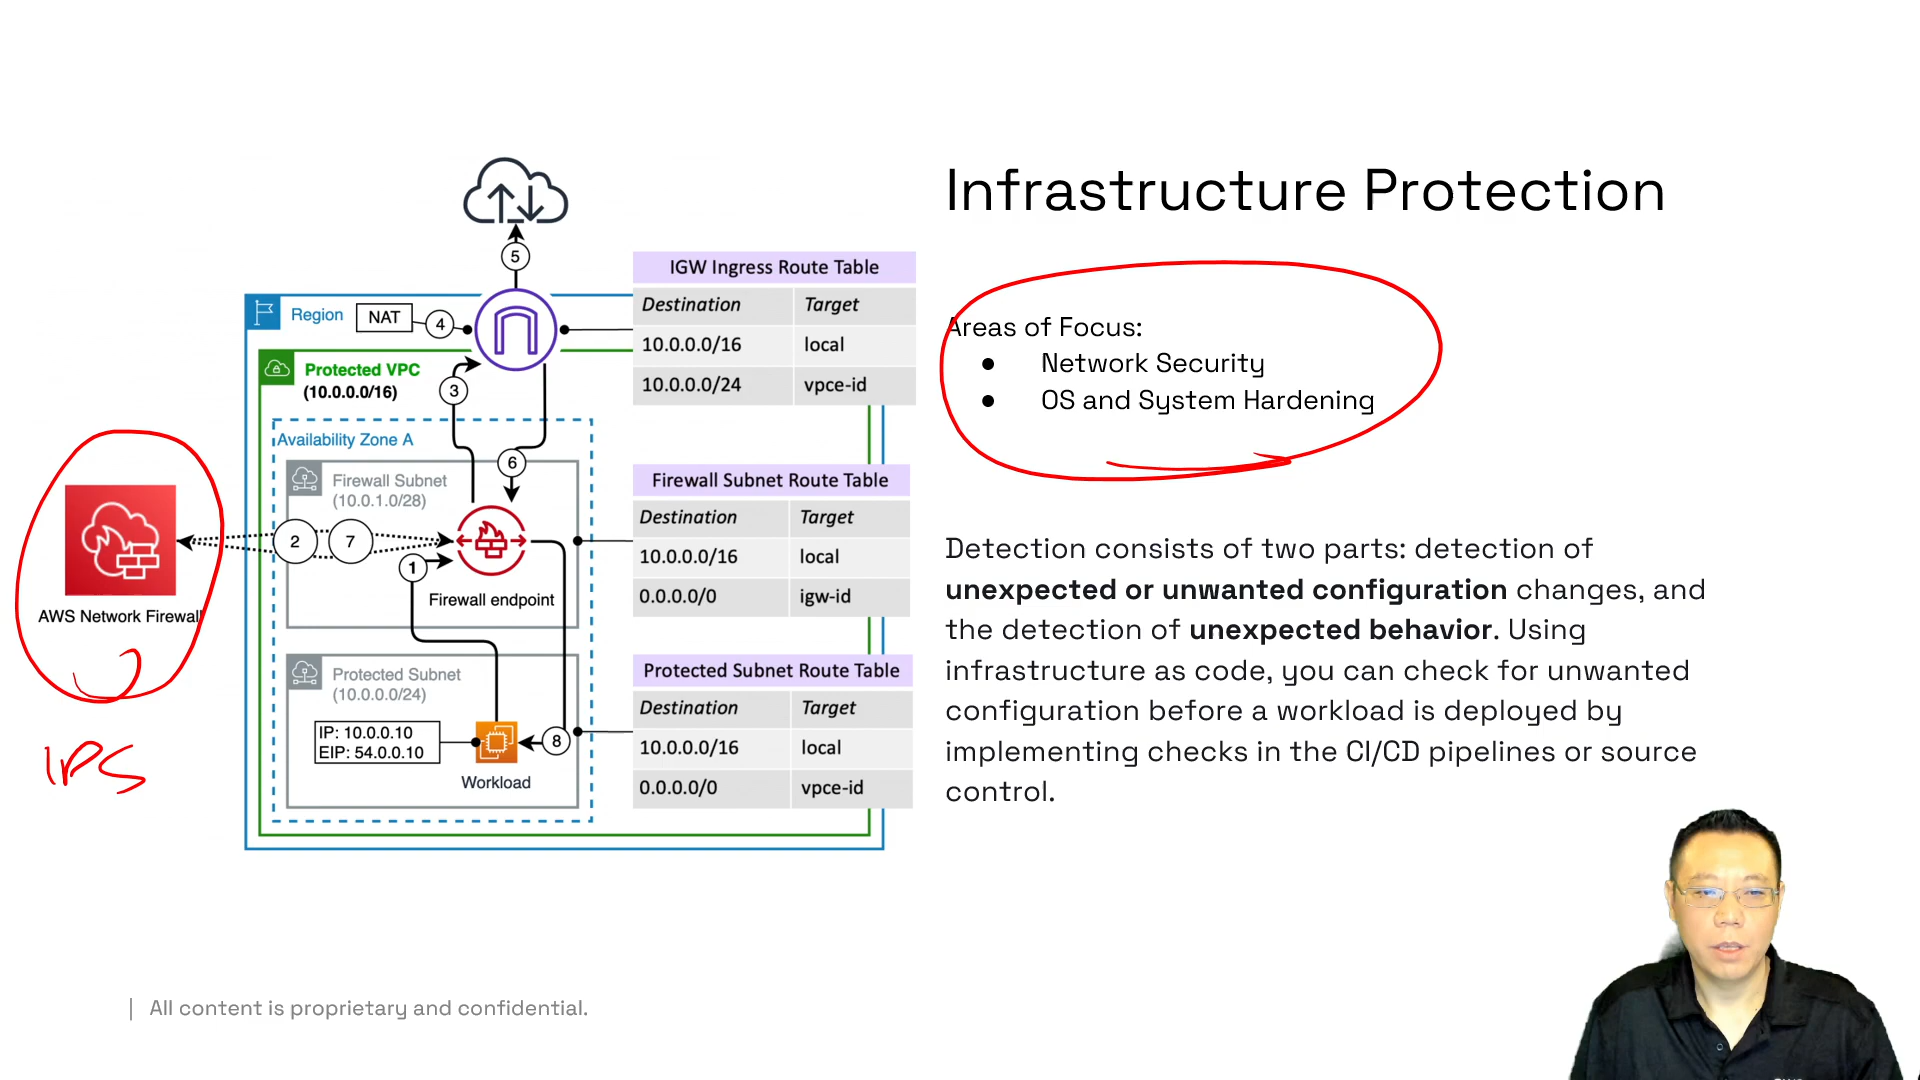 Infrastructure Protection
Areas of Focus:
● Network Security
● OS and System Hardening
Detection consists of two parts: detection of
unexpected or unwanted configuration changes, and
the detection of unexpected behavior. Using
infrastructure as code, you can check for unwanted
configuration before a workload is deployed by
implementing checks in the CI/CD pipelines or source
control.
5
Region
NAT
4
Protected VPC
(10.0.0.0/16)
3
Availability Zone A
6
Firewall Subnet
(10.0.1.0/28)
2
7
1
Firewall endpoint
AWS Network Firewall
IPS
Protected Subnet
(10.0.0.0/24)
IP: 10.0.0.10
EIP: 54.0.0.10
8
Workload
IGW Ingress Route Table
Destination Target
10.0.0.0/16 local
10.0.0.0/24 vpce-id
Firewall Subnet Route Table
Destination Target
10.0.0.0/16 local
0.0.0.0/0 igw-id
Protected Subnet Route Table
Destination Target
10.0.0.0/16 local
0.0.0.0/0 vpce-id
| All content is proprietary and confidential.